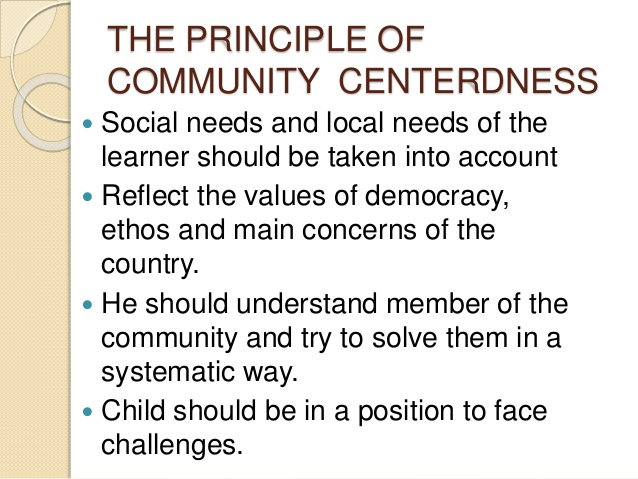 THE PRINCIPLE OF
COMMUNITY CENTERDNESS
• Social needs and local needs of the
learner should be taken into account
• Reflect the values of democracy,
ethos and main concerns of the
country.
• He should understand member of the
community and try to solve them in a
systematic way.
• Child should be in a position to face
challenges.